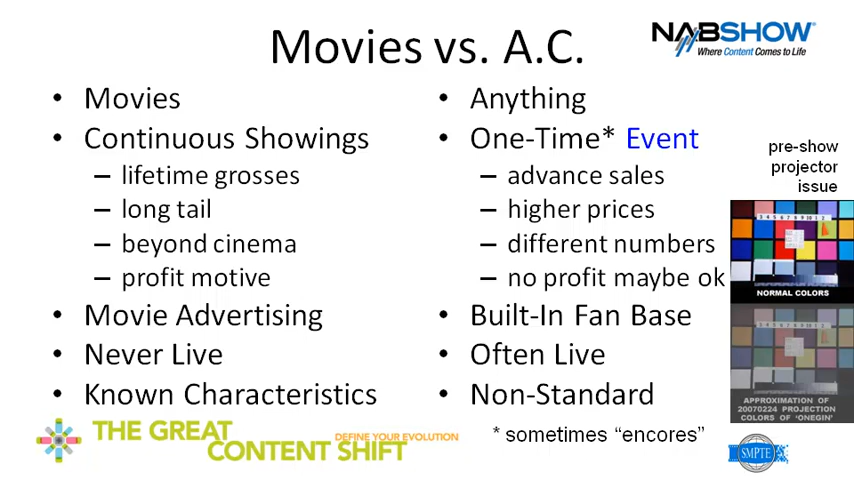 Movies vs. A.C.
NABSHOW
Where Content Comes to Life
• Movies
• Continuous Showings
– lifetime grosses
– long tail
– beyond cinema
– profit motive
• Movie Advertising
• Never Live
• Known Characteristics
• Anything
• One-Time* Event
– advance sales
– higher prices
– different numbers
– no profit maybe ok
• Built-In Fan Base
• Often Live
• Non-Standard
* sometimes “encores”
pre-show
projector
issue
NORMAL COLORS
APPROXIMATION OF
20070224 PROJECTION
COLORS OF 'ONEGIN'
THE GREAT
CONTENT SHIFT
DEFINE YOUR EVOLUTION
SMPTE